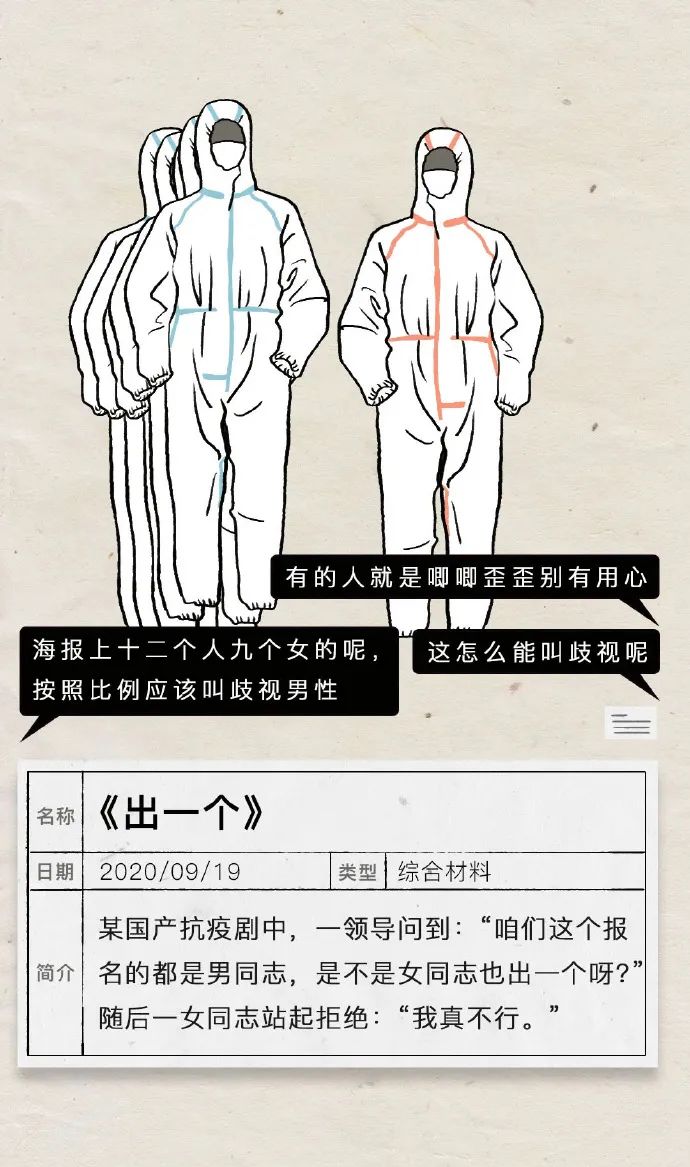 有的人就是唧唧歪歪别有用心
海报上十二个人九个女的呢，
按照比例应该叫歧视男性
这怎么能叫歧视呢
名称 《出一个》
日期 2020/09/19 类型 综合材料
简介
某国产抗疫剧中，一领导问到：“咱们这个报
名的都是男同志，是不是女同志也出一个呀？”
随后一女同志站起拒绝：“我真不行。”